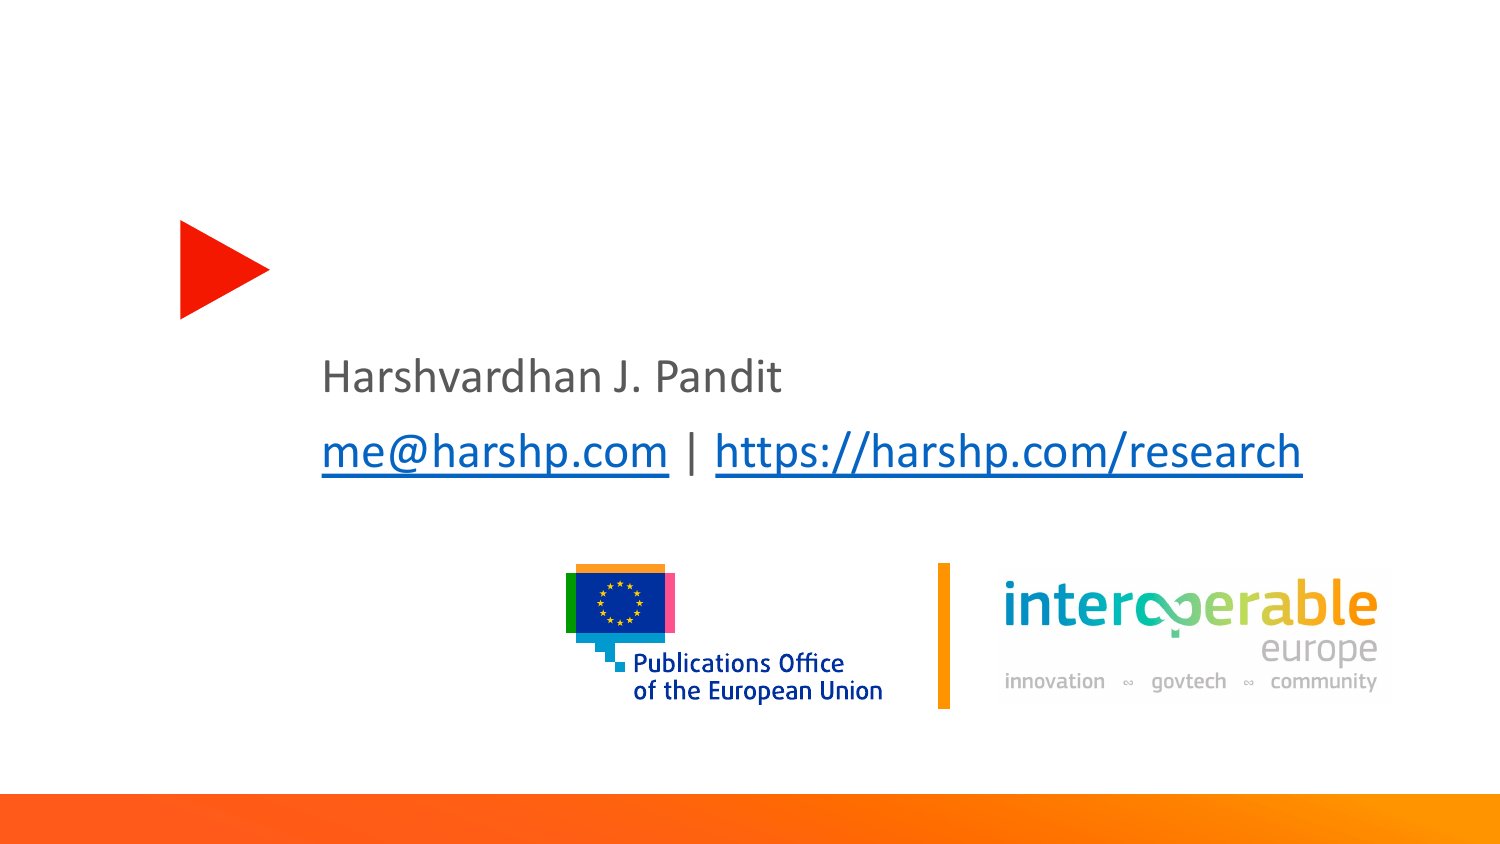 Harshvardhan J. Pandit
me@harshp.com | https://harshp.com/research
Publications Office
of the European Union
interoperable
europe
innovation ∾ govtech ∾ community